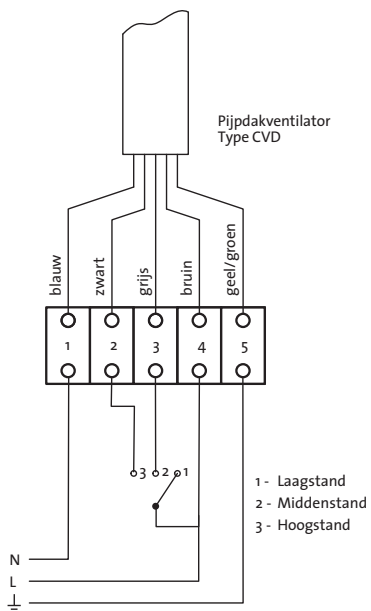 Pijpdakventilator
Type CVD
blauw
zwart
grijs
bruin
geel/groen
1 2 3 4 5
3 2 1
1 - Laagstand
2 - Middenstand
3 - Hoogstand
N
L